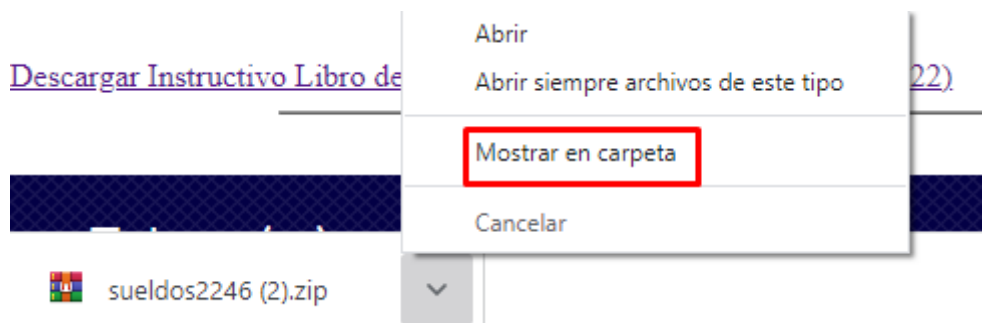 Abrir
Descargar Instructivo Libro de
Abrir siempre archivos de este tipo
22)
Mostrar en carpeta
Cancelar
sueldos2246 (2).zip